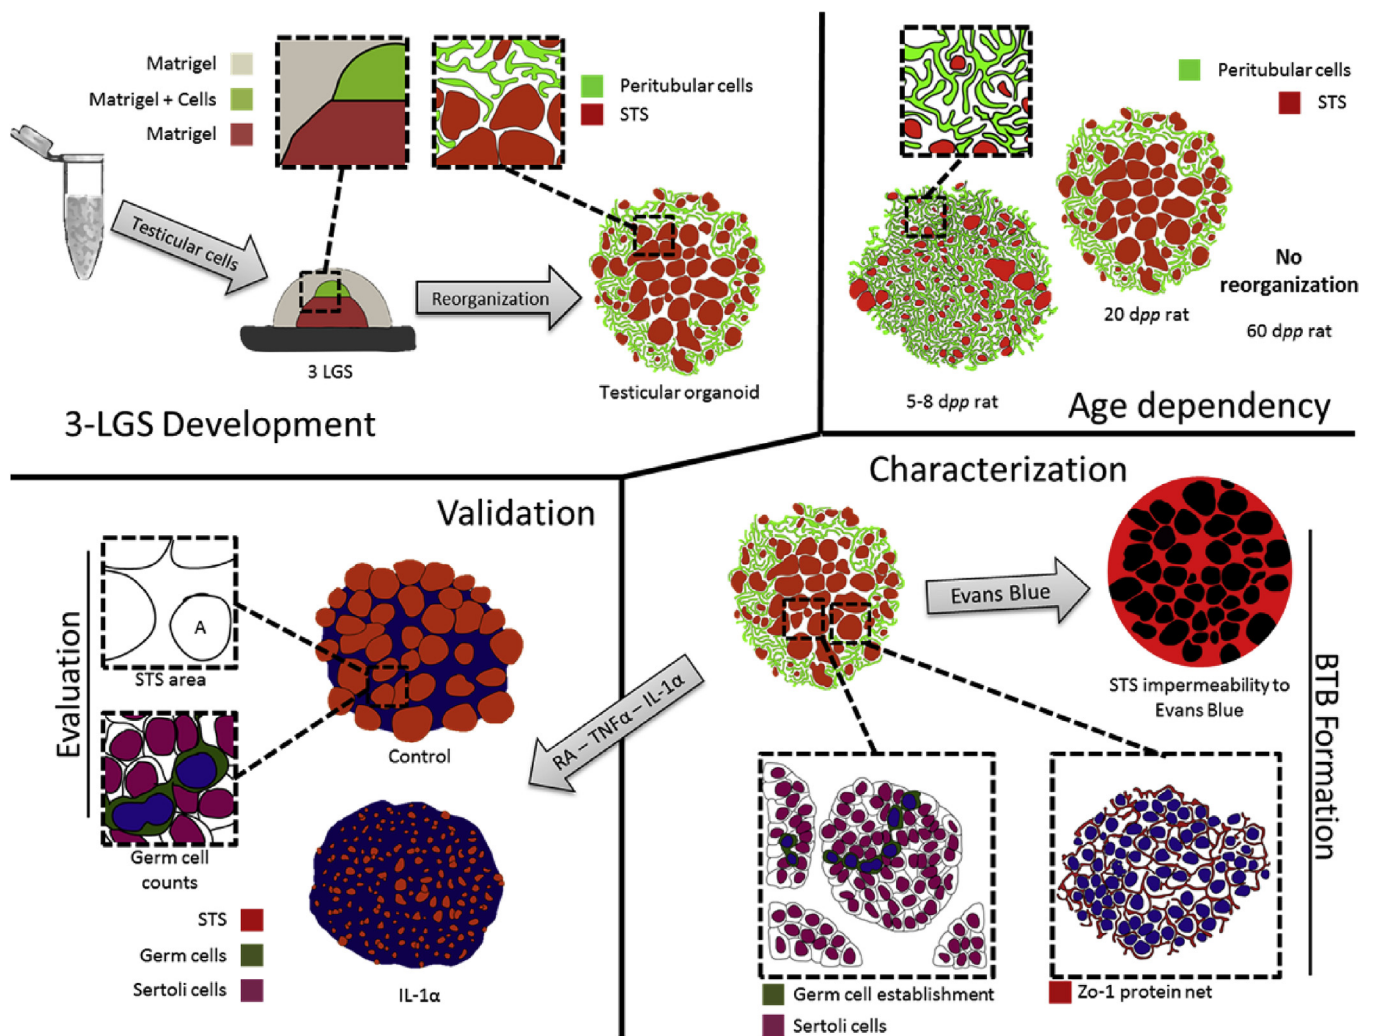 Matrigel
Matrigel + Cells
Matrigel
Peritubular cells
STS
Testicular cells
Reorganization
3 LGS
Testicular organoid
3-LGS Development
Peritubular cells
STS
No
reorganization
20 dpp rat
60 dpp rat
5-8 dpp rat
Age dependency
Validation
Evaluation
A
STS area
Germ cell
counts
Control
IL-1α
STS
Germ cells
Sertoli cells
RA – TNFα – IL-1α
Characterization
Evans Blue
STS impermeability to
Evans Blue
BTB Formation
Germ cell establishment
Sertoli cells
Zo-1 protein net